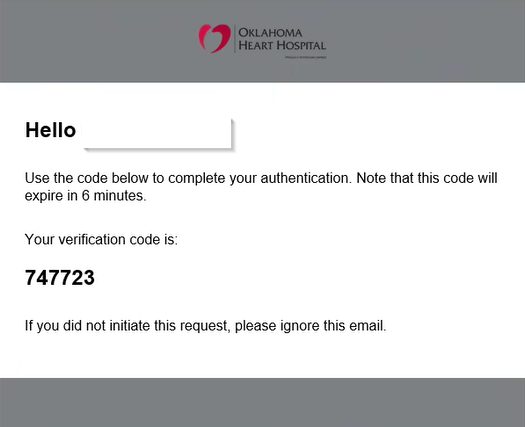 OKLAHOMA
HEART HOSPITAL
Hello
Use the code below to complete your authentication. Note that this code will
expire in 6 minutes.
Your verification code is:
747723
If you did not initiate this request, please ignore this email.